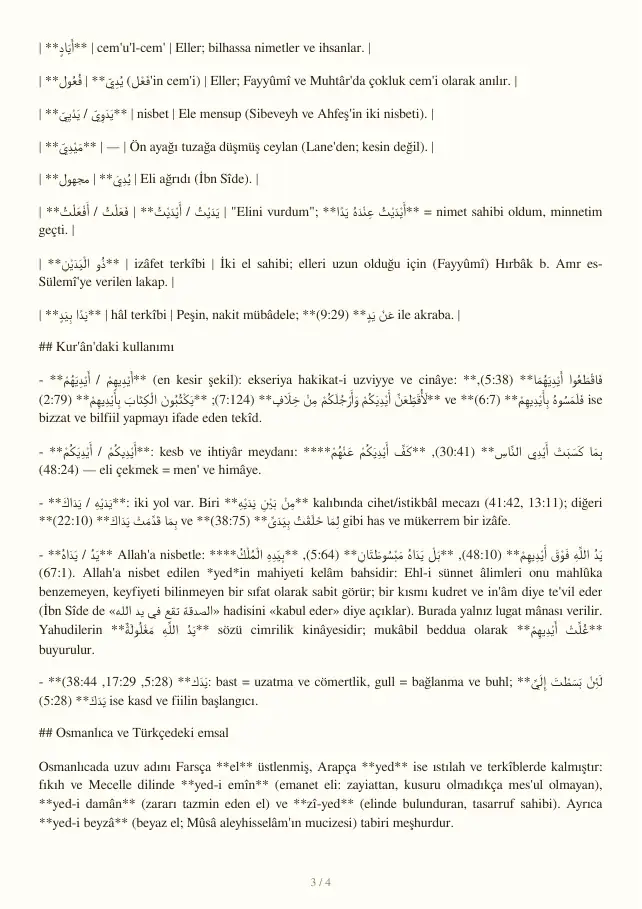 | **أَيَادٍ** | cem'u'l-cem' | Eller; bilhassa nimetler ve ihsanlar. |
| **يُدِيّ** | فُعُول (فَعْل'in cem'i) | Eller; Fayyûmî ve Muhtâr'da çokluk cem'i olarak anılır. |
| **يَدَوِيّ / يَدْيِيّ** | nisbet | Ele mensup (Sibeveyh ve Ahfeş'in iki nisbeti). |
| **مَيْدِيّ** | — | Ön ayağı tuzağa düşmüş ceylan (Lane'den; kesin değil). |
| **يُدِيَ** | مجهول | Eli ağrıdı (İbn Sîde). |
| **يَدَيْتُ / أَيْدَيْتُ** | فَعَلْتُ / أَفْعَلْتُ | "Elini vurdum"; **أَيْدَيْتُ عِنْدَهُ يَدًا** = nimet sahibi oldum, minnetim
geçti. |
| **ذُو الْيَدَيْنِ** | izâfet terkîbi | İki el sahibi; elleri uzun olduğu için (Fayyûmî) Hırbâk b. Amr es-
Sülemî'ye verilen lakap. |
| **يَدًا بِيَدٍ** | hâl terkîbi | Peşin, nakit mübâdele; **عَنْ يَدٍ** (9:29) ile akraba. |
## Kur'ân'daki kullanımı
- **أَيْدِيهِمْ / أَيْدِيَهُمْ** (en kesir şekil): ekseriya hakikat-i uzviyye ve cinâye: **فَاقْطَعُوا أَيْدِيَهُمَا** (5:38),
**لَأُقَطِّعَنَّ أَيْدِيَكُمْ وَأَرْجُلَكُمْ مِنْ خِلَافٍ** (7:124); **يَكْتُبُونَ الْكِتَابَ بِأَيْدِيهِمْ** (2:79) ve **فَلَمَسُوهُ بِأَيْدِيهِمْ** (6:7) ise
bizzat ve bilfiil yapmayı ifade eden tekîd.
- **أَيْدِيكُمْ / أَيْدِيَكُمْ**: kesb ve ihtiyâr meydanı: **بِمَا كَسَبَتْ أَيْدِي النَّاسِ** (30:41), **كَفَّ أَيْدِيَكُمْ عَنْهُمْ**
(48:24) — eli çekmek = men' ve himâye.
- **يَدَيْهِ / يَدَاكَ**: iki yol var. Biri **مِنْ بَيْنِ يَدَيْهِ** kalıbında cihet/istikbâl mecazı (41:42, 13:11); diğeri
**بِمَا قَدَّمَتْ يَدَاكَ** (22:10) ve **لِمَا خَلَقْتُ بِيَدَيَّ** (38:75) gibi has ve mükerrem bir izâfe.
- **يَدُ / يَدَاهُ** Allah'a nisbetle: **يَدُ اللَّهِ فَوْقَ أَيْدِيهِمْ** (48:10), **بَلْ يَدَاهُ مَبْسُوطَتَانِ** (5:64), **بِيَدِهِ الْمُلْكُ**
(67:1). Allah'a nisbet edilen *yed*in mahiyeti kelâm bahsidir: Ehl-i sünnet âlimleri onu mahlûka
benzemeyen, keyfiyeti bilinmeyen bir sıfat olarak sabit görür; bir kısmı kudret ve in'âm diye te'vil eder
(İbn Sîde de «الصدقة تقع في يد الله» hadisini «kabul eder» diye açıklar). Burada yalnız lugat mânası verilir.
Yahudilerin **يَدُ اللَّهِ مَغْلُولَةٌ** sözü cimrilik kinâyesidir; mukâbil beddua olarak **غُلَّتْ أَيْدِيهِمْ**
buyurulur.
- **يَدَكَ** (5:28, 17:29, 38:44): bast = uzatma ve cömertlik, gull = bağlanma ve buhl; **لَئِنْ بَسَطْتَ إِلَيَّ
يَدَكَ** (5:28) ise kasd ve fiilin başlangıcı.
## Osmanlıca ve Türkçedeki emsal
Osmanlıcada uzuv adını Farsça **el** üstlenmiş, Arapça **yed** ise ıstılah ve terkîblerde kalmıştır:
fıkıh ve Mecelle dilinde **yed-i emîn** (emanet eli: zayiattan, kusuru olmadıkça mes'ul olmayan),
**yed-i damân** (zararı tazmin eden el) ve **zî-yed** (elinde bulunduran, tasarruf sahibi). Ayrıca
**yed-i beyzâ** (beyaz el; Mûsâ aleyhisselâm'ın mucizesi) tabiri meşhurdur.
3 / 4